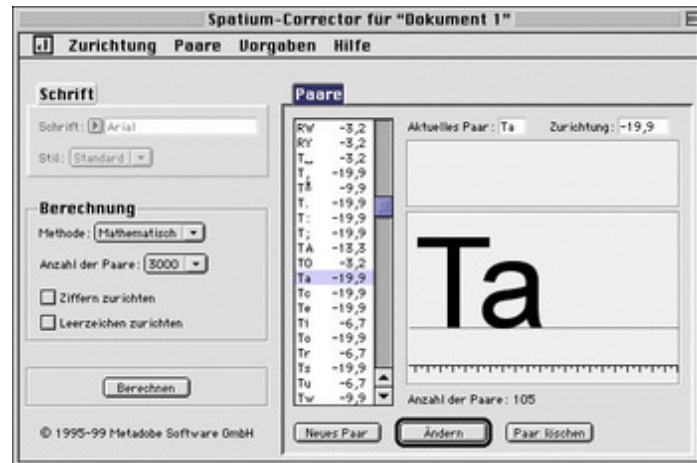 Spatium-Corrector für "Dokument 1"
Zurichtung Paare Vorgaben Hilfe
Schrift
Schrift: Arial
Stil: Standard
Berechnung
Methode: Mathematisch
Anzahl der Paare: 3000
Ziffern zurichten
Leerzeichen zurichten
Berechnen
© 1995-99 Metadobe Software GmbH
Paare
RW -3,2
RY -3,2
T_ -3,2
T, -19,9
-9,9
T. -19,9
T: -19,9
T; -19,9
TA -13,3
TO -3,2
Ta -19,9
Tc -19,9
Te -19,9
Ti -6,7
To -19,9
Tr -6,7
Ts -19,9
Tu -6,7
Tw -9,9
Aktuelles Paar: Ta Zurichtung: -19,9
Ta
Anzahl der Paare: 105
Neues Paar Ändern Paar löschen